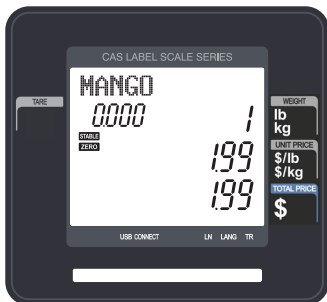 CAS LABEL SCALE SERIES
MANGO
TARE
0.000
1
WEIGHT
lb
kg
STABLE
ZERO
1.99
UNIT PRICE
$/lb
$/kg
1.99
TOTAL PRICE
$
USB CONNECT LN LANG TR